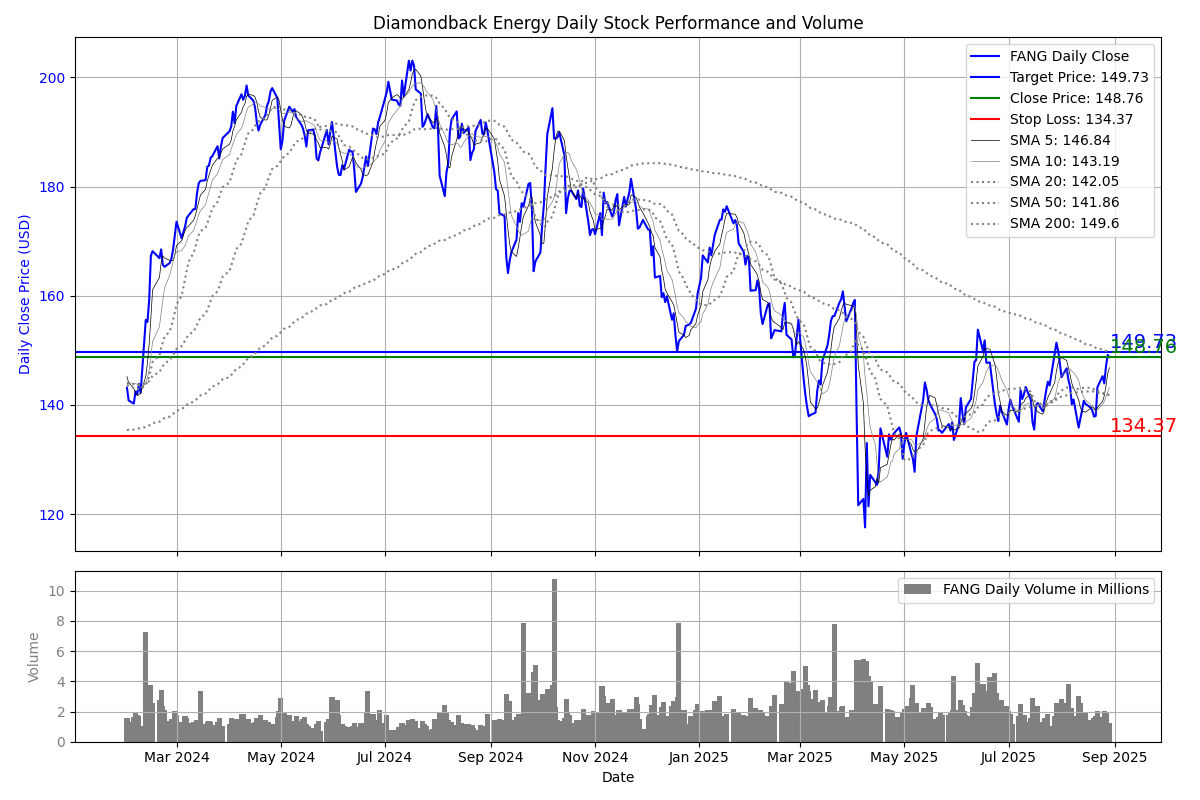 Diamondback Energy Daily Stock Performance and Volume
200
180
160
140
120
Daily Close Price (USD)
FANG Daily Close
Target Price: 149.73
Close Price: 148.76
Stop Loss: 134.37
SMA 5: 146.84
SMA 10: 143.19
SMA 20: 142.05
SMA 50: 141.86
SMA 200: 149.6
149.73
148.76
134.37
10
8
6
4
2
0
Volume
FANG Daily Volume in Millions
Mar 2024 May 2024 Jul 2024 Sep 2024 Nov 2024 Jan 2025 Mar 2025 May 2025 Jul 2025 Sep 2025
Date